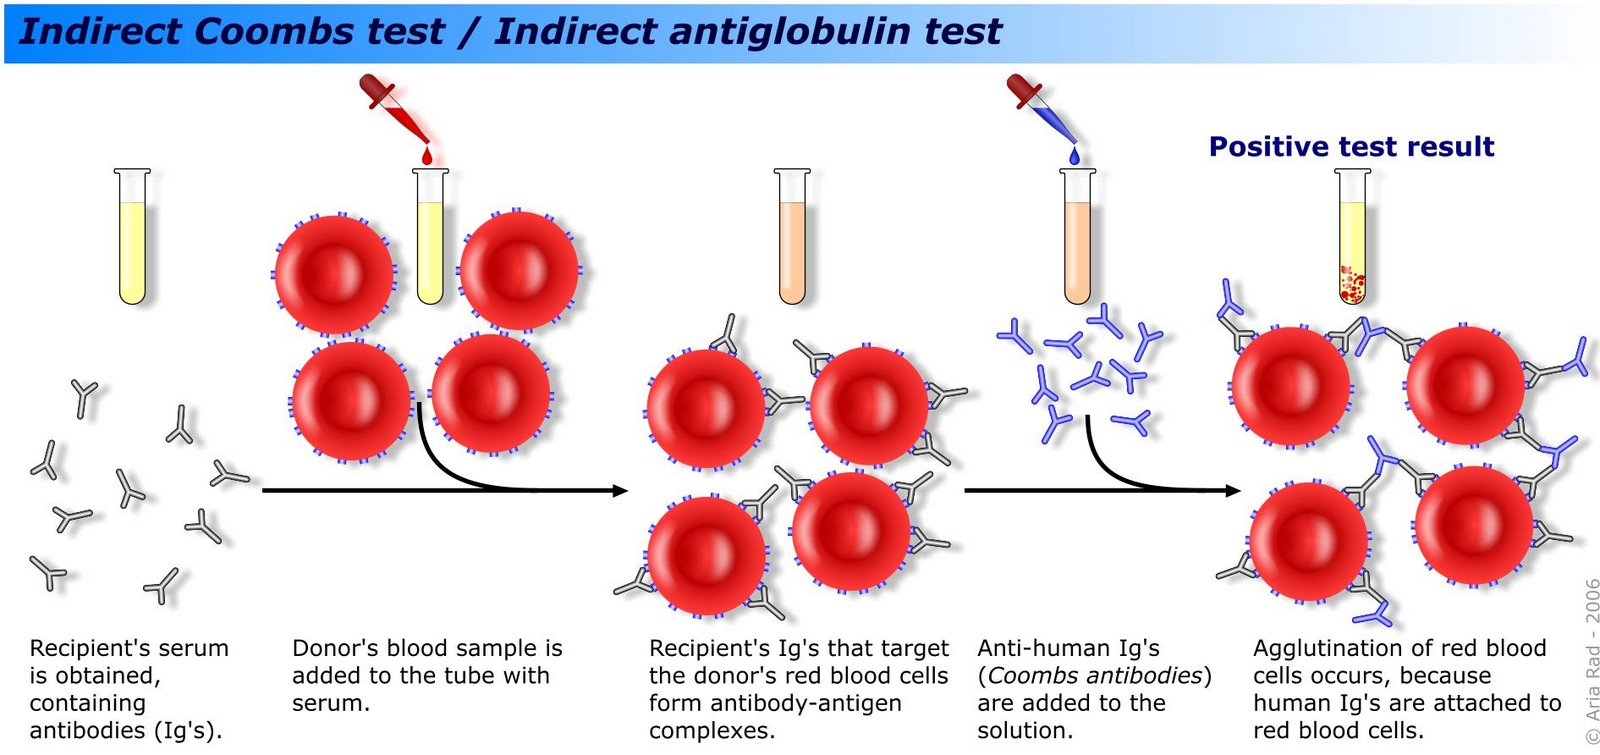 Indirect Coombs test / Indirect antiglobulin test
Positive test result
Recipient's serum
is obtained,
containing
antibodies (Ig's).
Donor's blood sample is
added to the tube with
serum.
Recipient's Ig's that target
the donor's red blood cells
form antibody-antigen
complexes.
Anti-human Ig's
(Coombs antibodies)
are added to the
solution.
Agglutination of red blood
cells occurs, because
human Ig's are attached to
red blood cells.
© Aria Rad - 2006